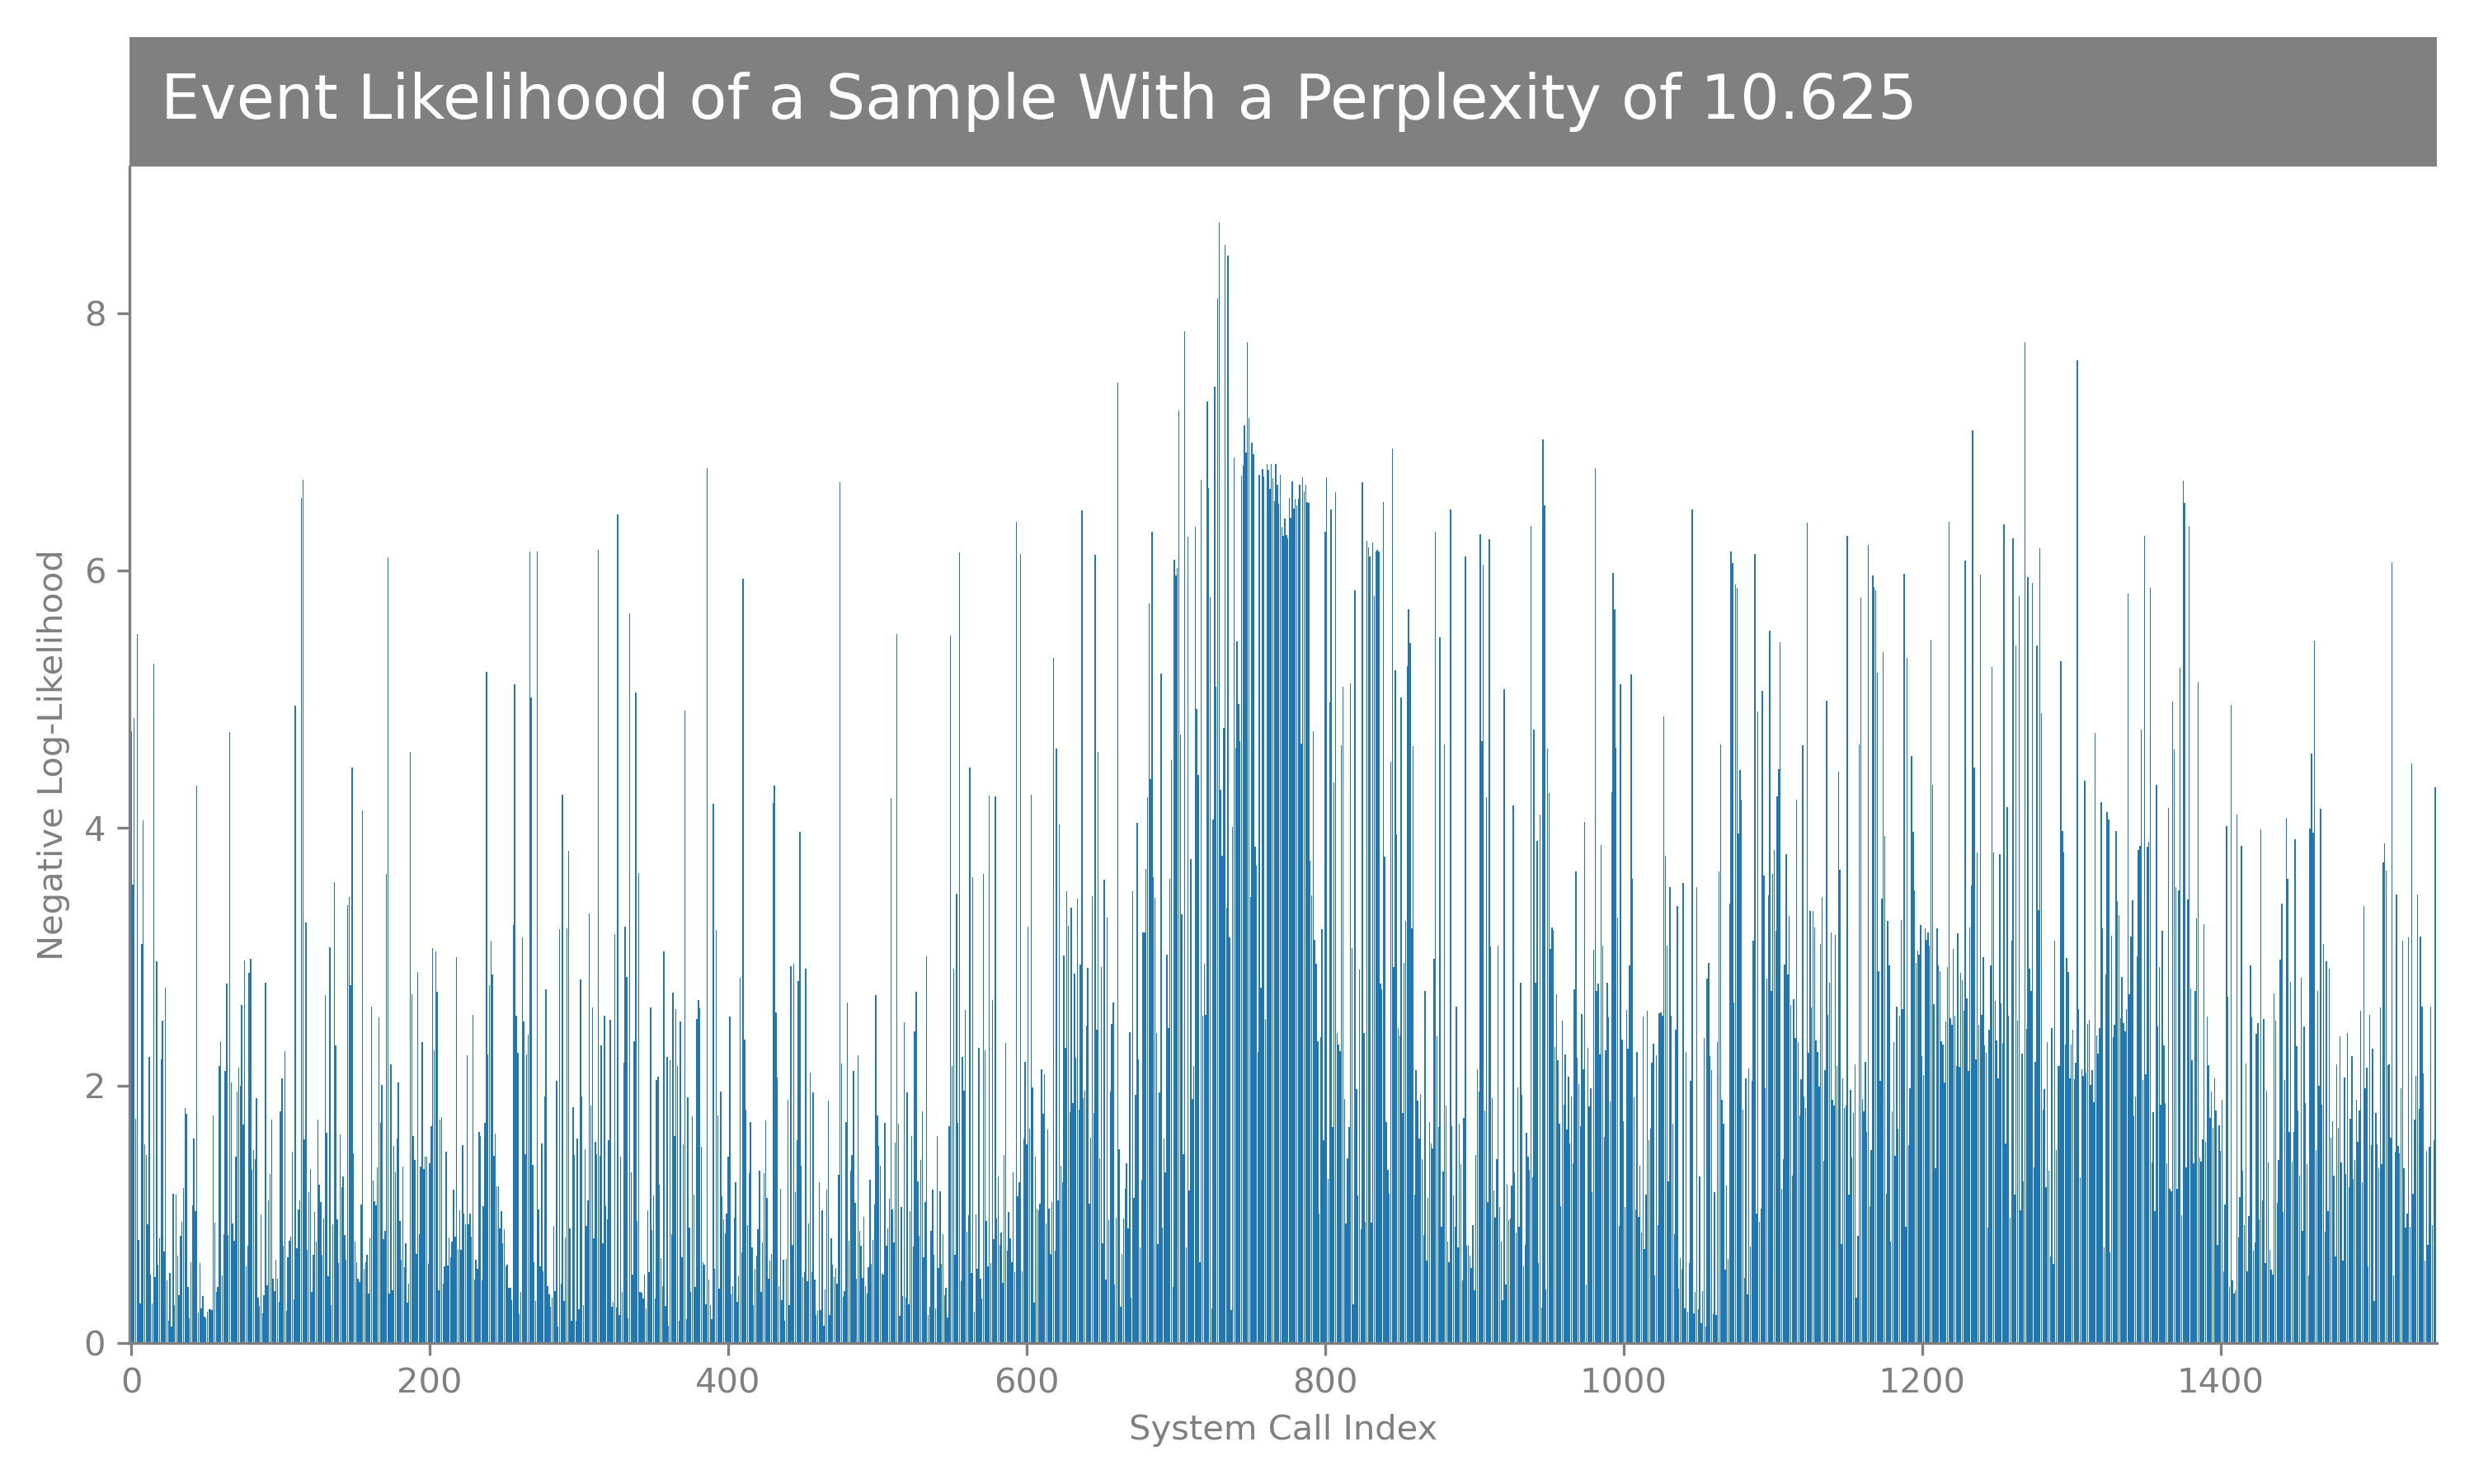 Event Likelihood of a Sample With a Perplexity of 10.625
Negative Log-Likelihood
8
6
4
2
0
0 200 400 600 800 1000 1200 1400
System Call Index